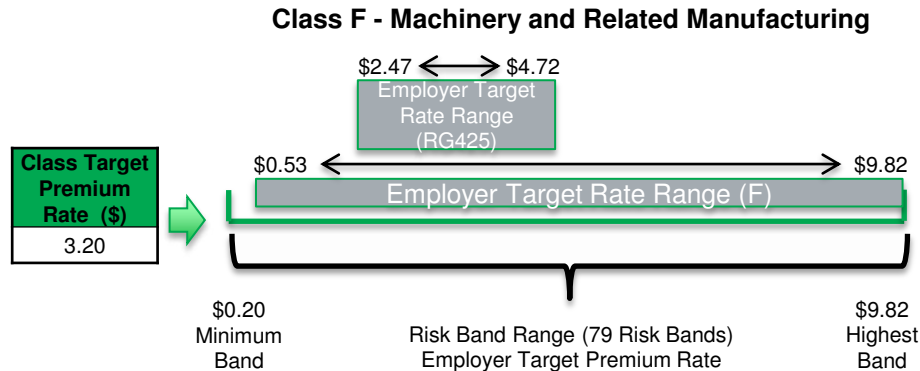 Class F - Machinery and Related Manufacturing
$2.47 $4.72
Employer Target
Rate Range
(RG425)
$0.53 $9.82
Employer Target Rate Range (F)
Class Target
Premium
Rate ($)
3.20
$0.20
Minimum
Band
Risk Band Range (79 Risk Bands)
Employer Target Premium Rate
$9.82
Highest
Band